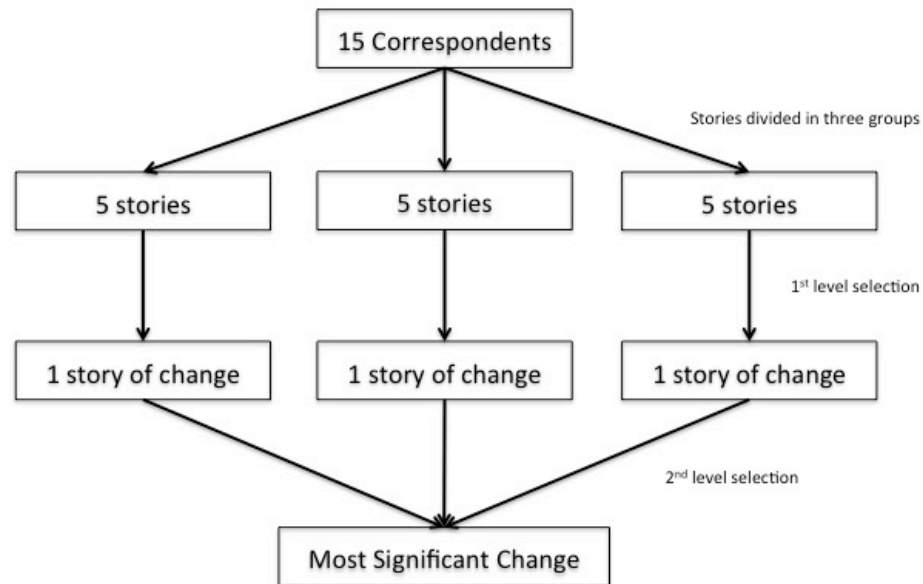 15 Correspondents
Stories divided in three groups
5 stories
5 stories
5 stories
1st level selection
1 story of change
1 story of change
1 story of change
2nd level selection
Most Significant Change